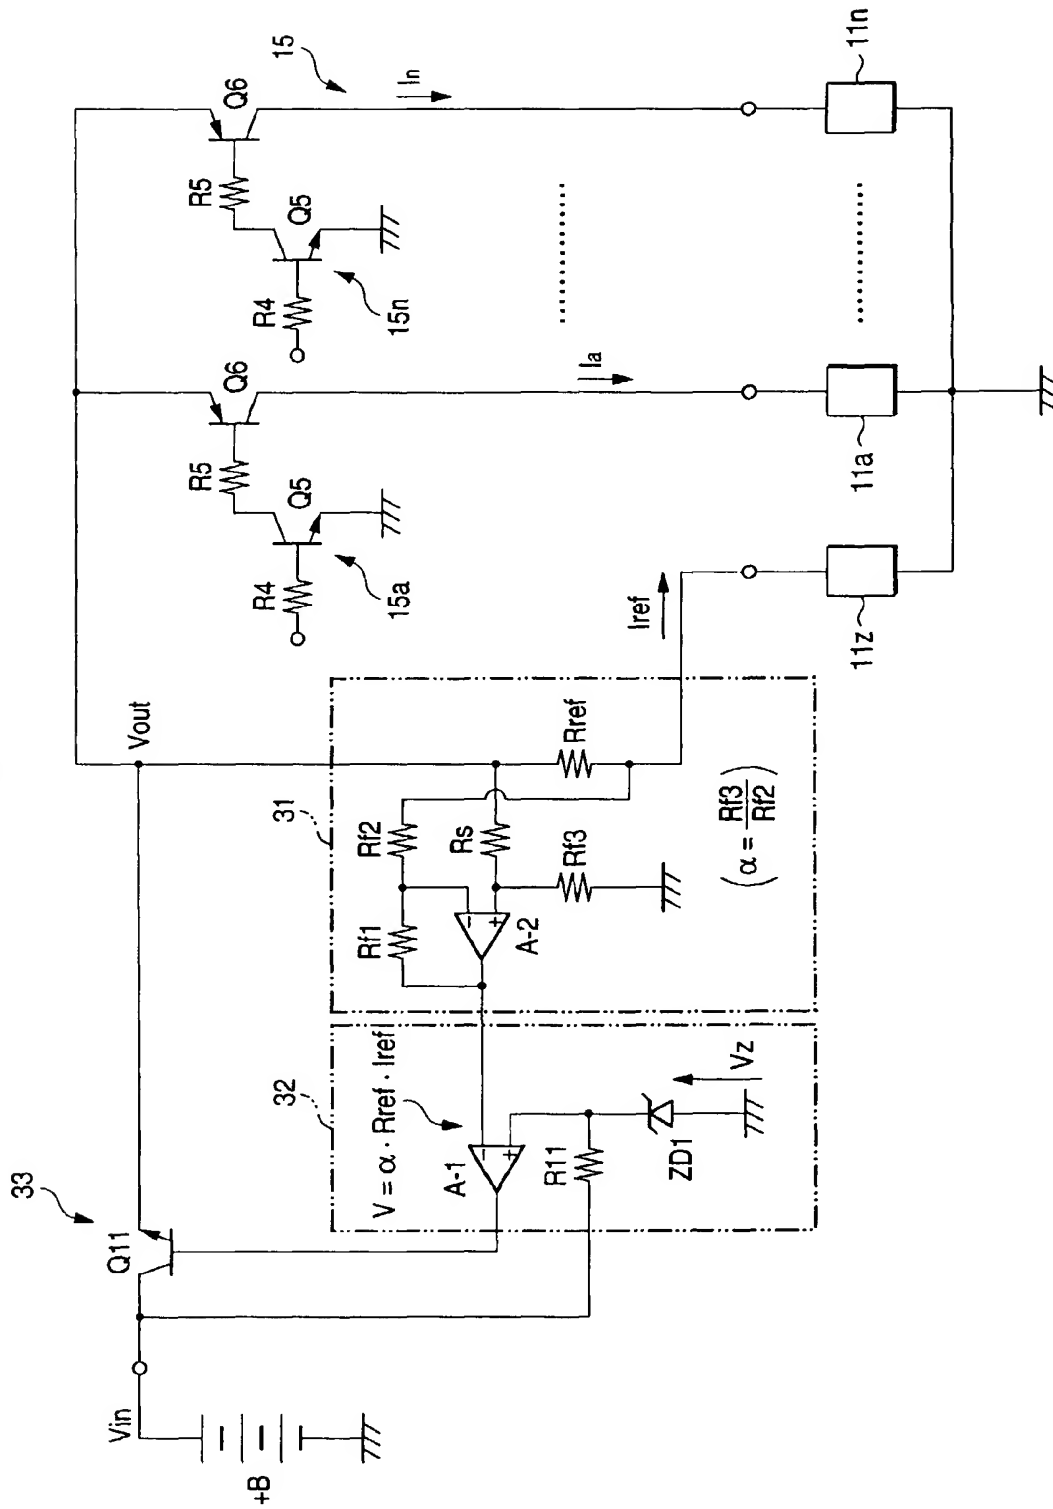 33
Q11
Vin
+B
32
V = α · Rref · Iref
A-1
R11
ZD1
Vz
31
Vout
Rf1
Rf2
Rs
Rref
A-2
Rf3
( α = Rf3
Rf2 )
Iref
R4
R5
Q5
Q6
15a
Ia
R4
R5
Q5
Q6
15n
15
In
11z
11a
11n